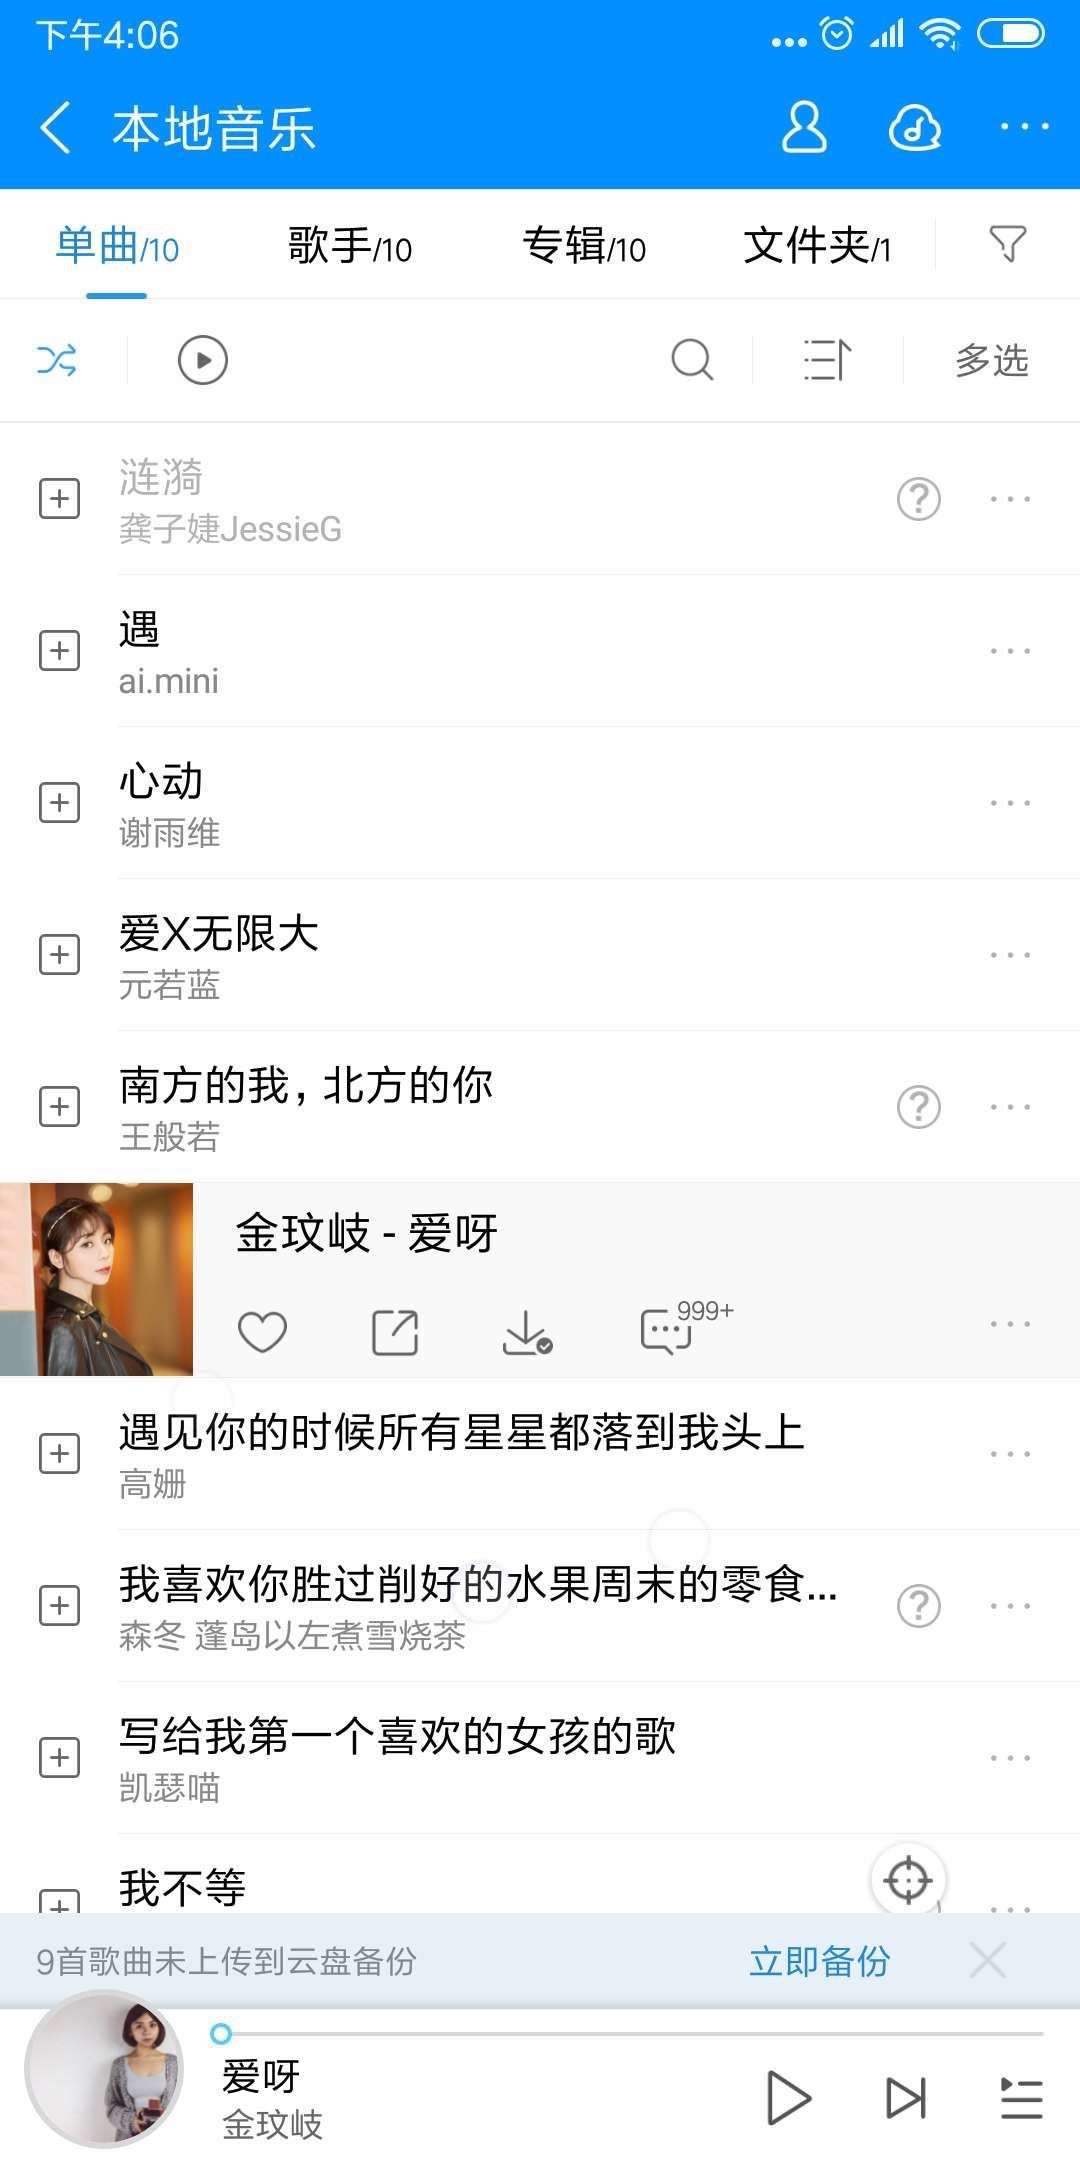 下午4:06
本地音乐
单曲/10 歌手/10 专辑/10 文件夹/1
多选
涟漪
龚子婕JessieG
遇
ai.mini
心动
谢雨维
爱X无限大
元若蓝
南方的我，北方的你
王般若
金玟岐 - 爱呀
999+
遇见你的时候所有星星都落到我头上
高姗
我喜欢你胜过削好的水果周末的零食...
森冬 蓬岛以左煮雪烧茶
写给我第一个喜欢的女孩的歌
凯瑟喵
我不等
9首歌曲未上传到云盘备份 立即备份
爱呀
金玟岐